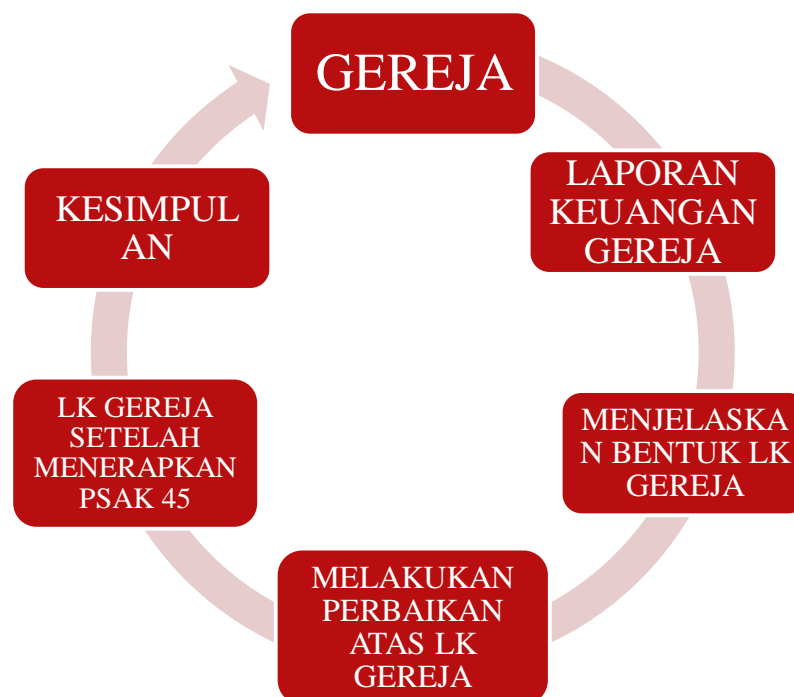 GEREJA
LAPORAN
KEUANGAN
GEREJA
MENJELASKA
N BENTUK LK
GEREJA
MELAKUKAN
PERBAIKAN
ATAS LK
GEREJA
LK GEREJA
SETELAH
MENERAPKAN
PSAK 45
KESIMPUL
AN